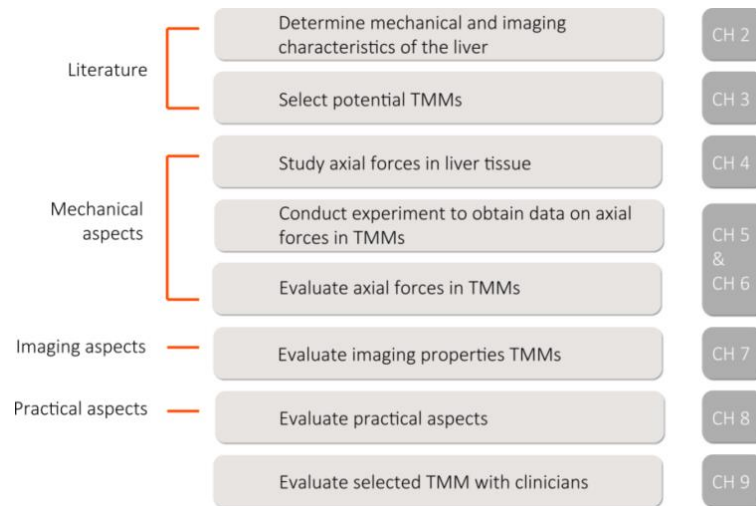 Literature
Determine mechanical and imaging
characteristics of the liver
CH 2
Select potential TMMs
CH 3
Mechanical
aspects
Study axial forces in liver tissue
CH 4
Conduct experiment to obtain data on axial
forces in TMMs
Evaluate axial forces in TMMs
CH 5
&
CH 6
Imaging aspects
Evaluate imaging properties TMMs
CH 7
Practical aspects
Evaluate practical aspects
CH 8
Evaluate selected TMM with clinicians
CH 9